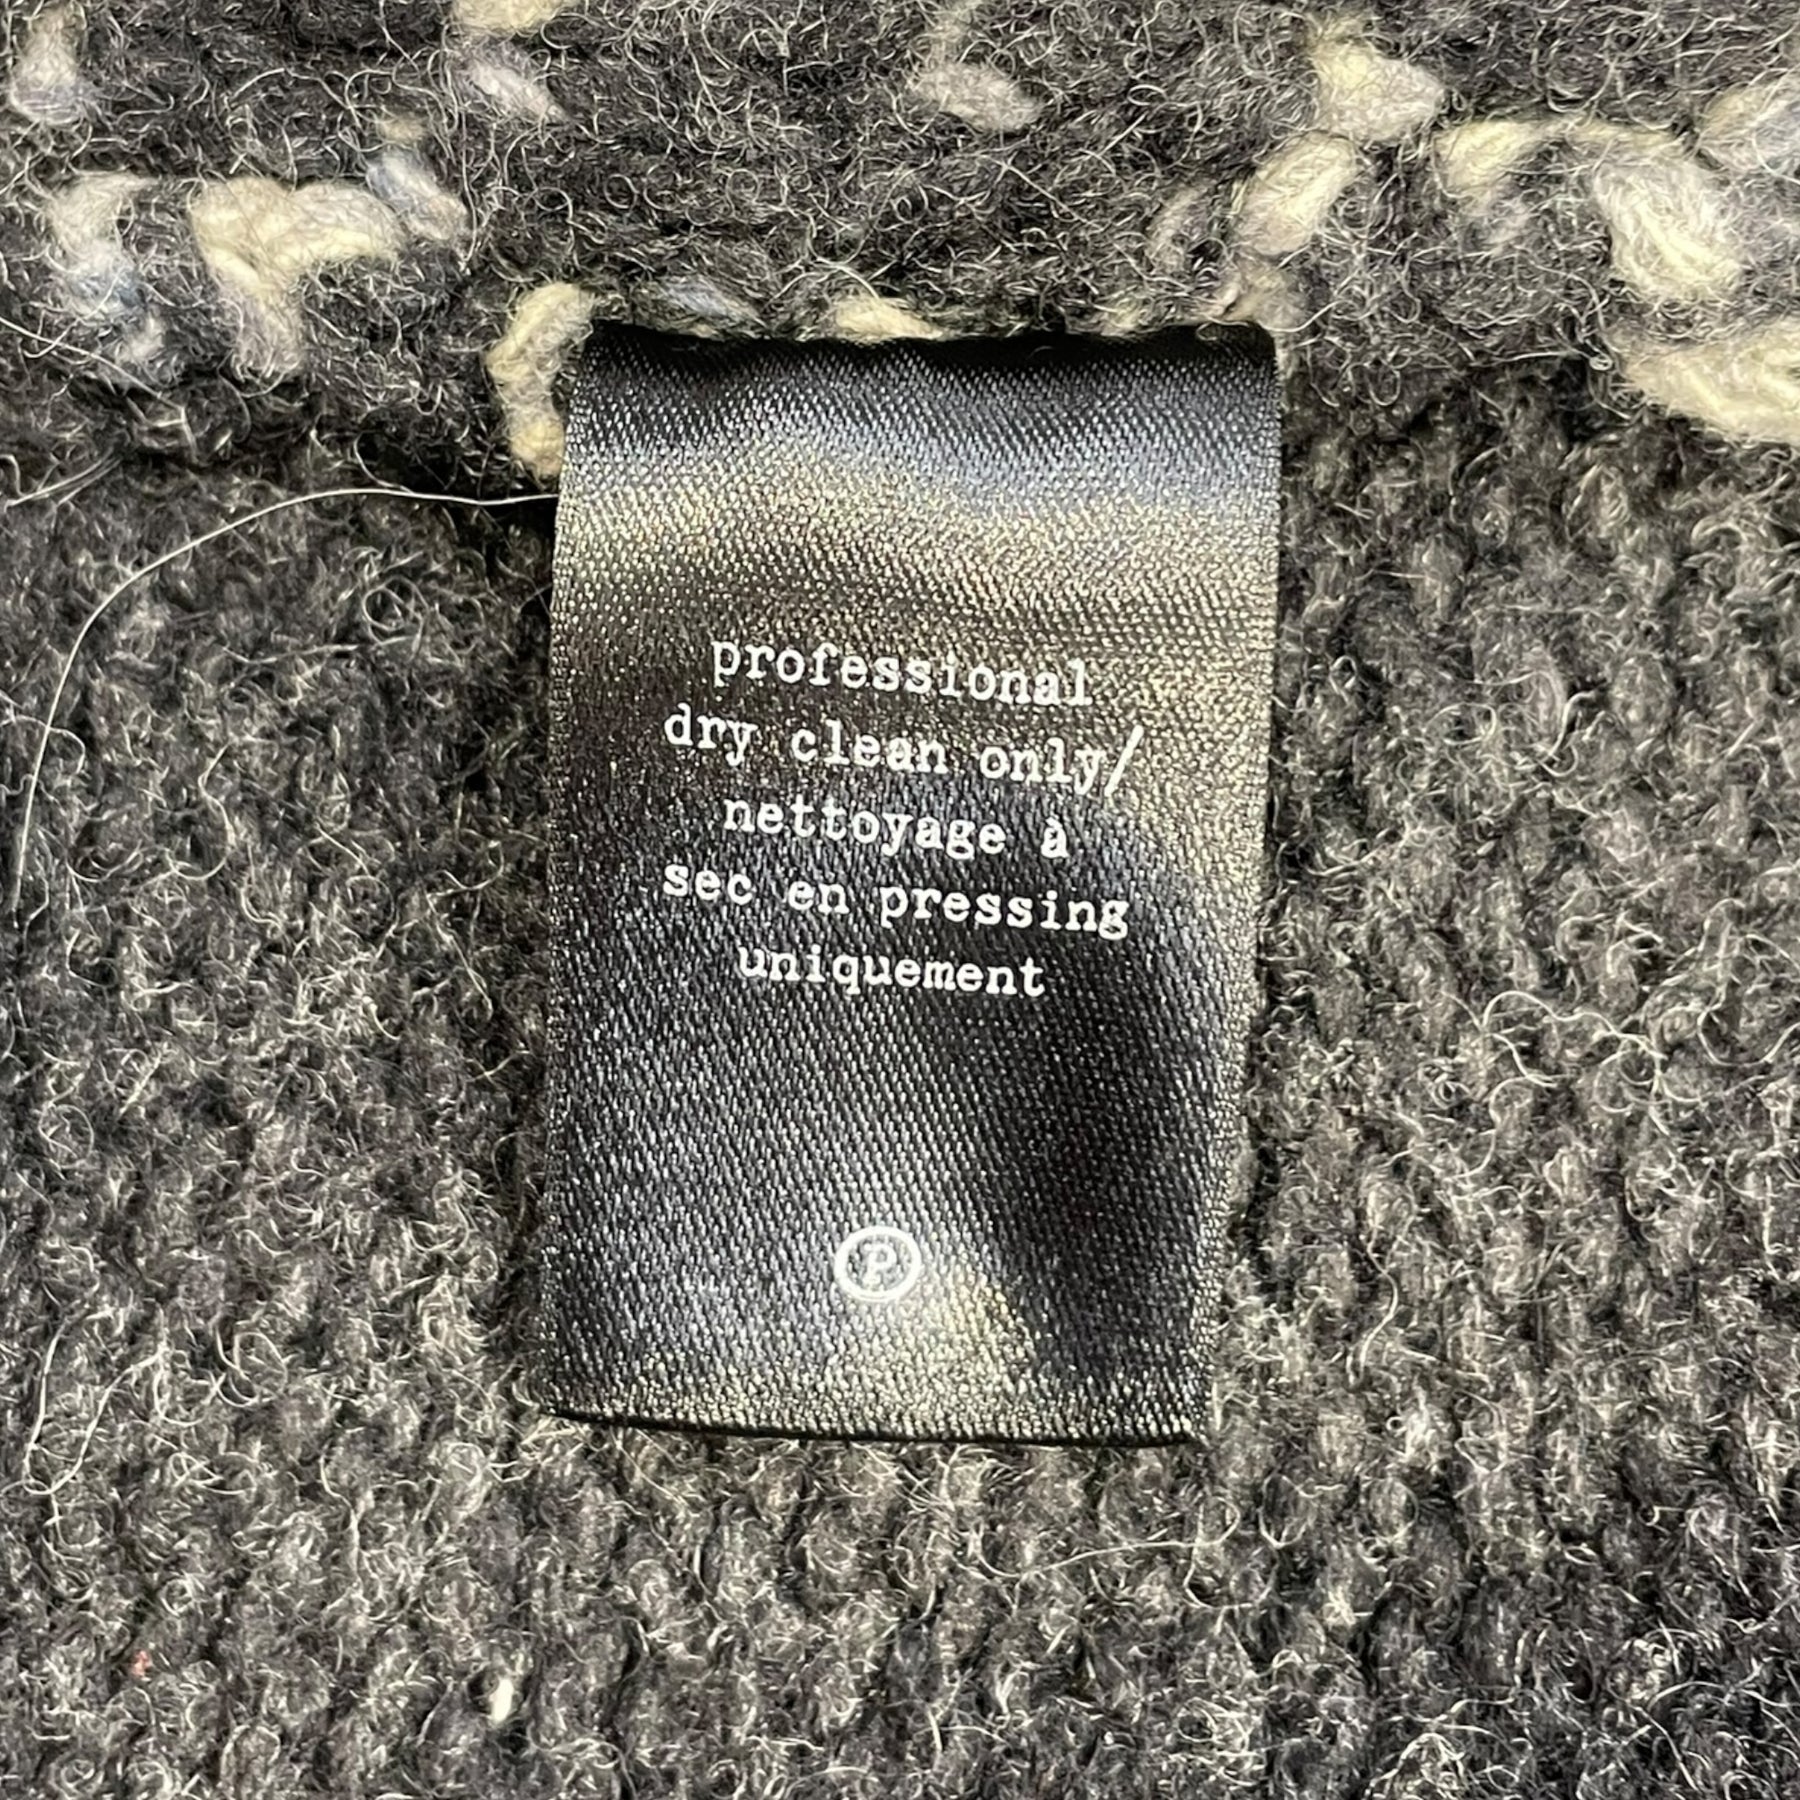 professional
dry clean only/
nettoyage à
sec en pressing
uniquement
P